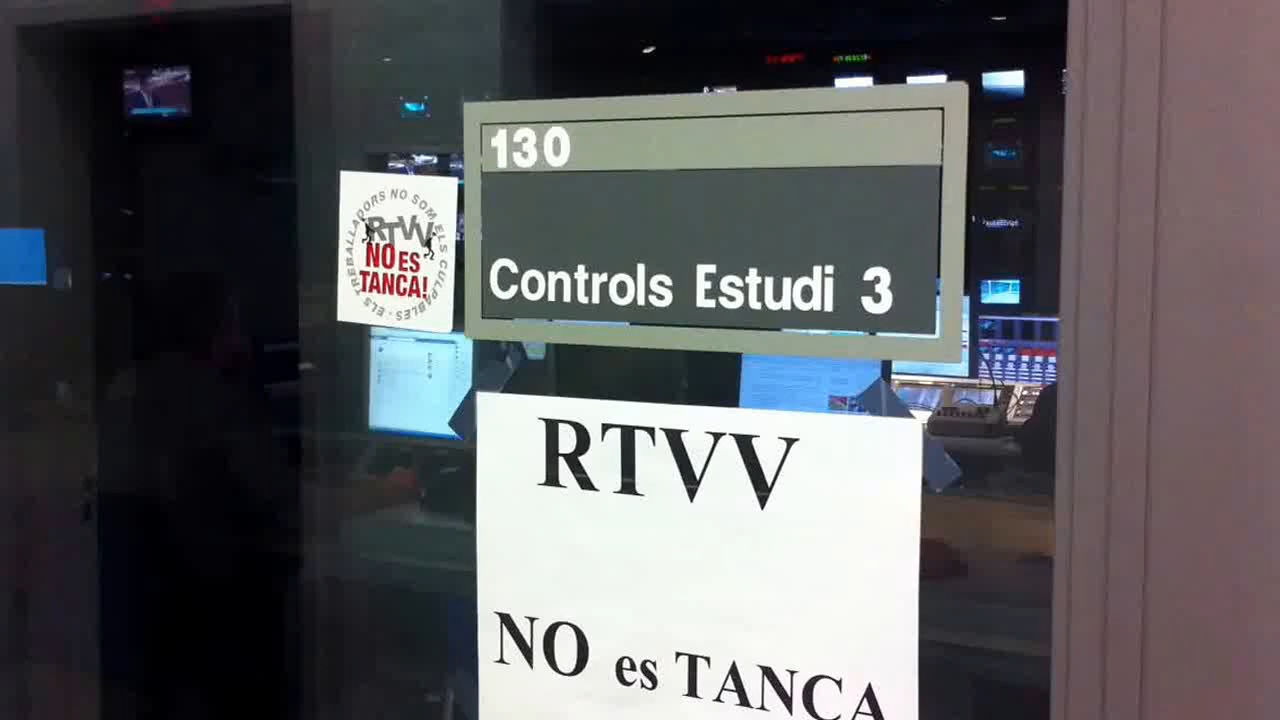 130
Controls Estudi 3
ELS TREBALLADORS NO SOM ELS CULPABLES -
RTVV
NO ES
TANCA!
RTVV
NO es TANCA